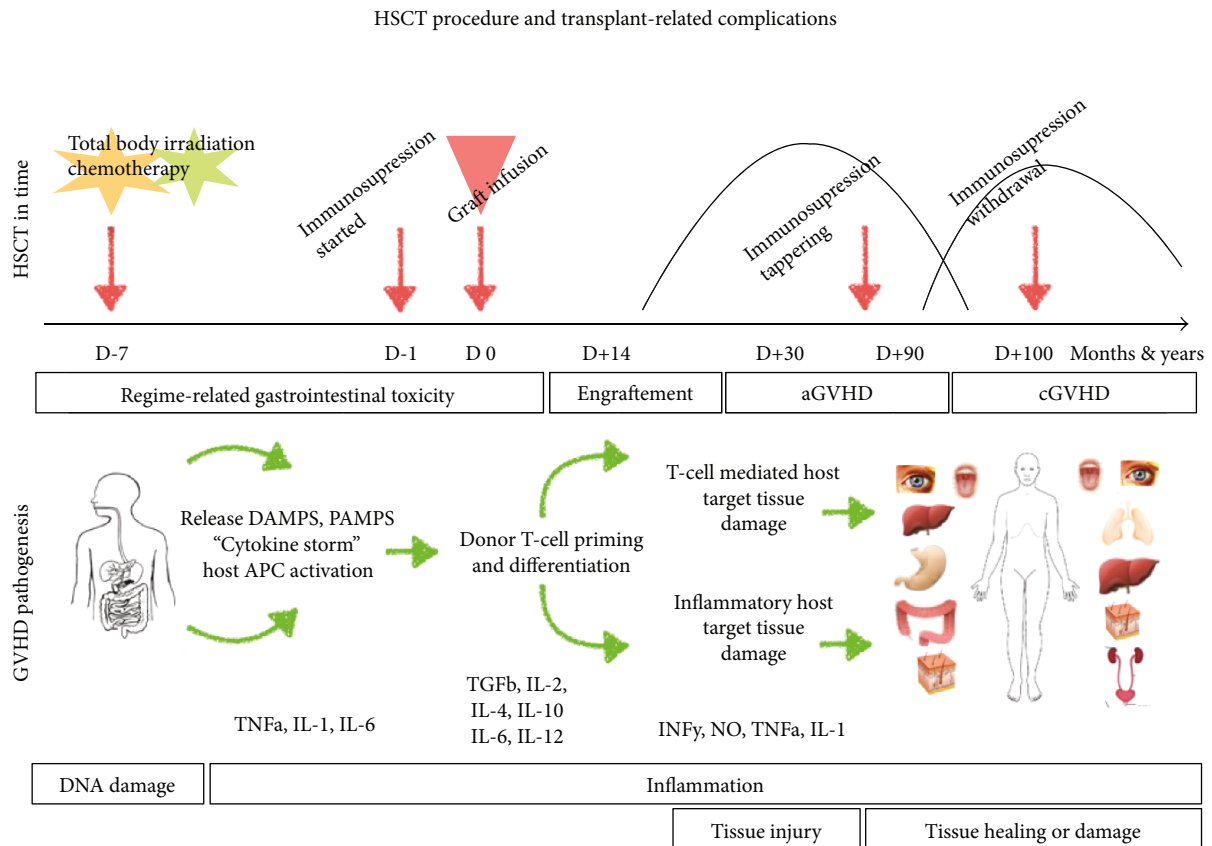 HSCT procedure and transplant-related complications
HSCT in time
Total body irradiation
chemotherapy
Immunosupression
started
Graft infusion
Immunosupression
tappering
Immunosupression
withdrawal
D-7
D-1
D 0
D+14
D+30
D+90
D+100
Months & years
Regime-related gastrointestinal toxicity
Engraftement
aGVHD
cGVHD
GVHD pathogenesis
Release DAMPS, PAMPS
“Cytokine storm”
host APC activation
Donor T-cell priming
and differentiation
T-cell mediated host
target tissue
damage
Inflammatory host
target tissue
damage
TNFa, IL-1, IL-6
TGFb, IL-2,
IL-4, IL-10
IL-6, IL-12
INFy, NO, TNFa, IL-1
DNA damage
Inflammation
Tissue injury
Tissue healing or damage